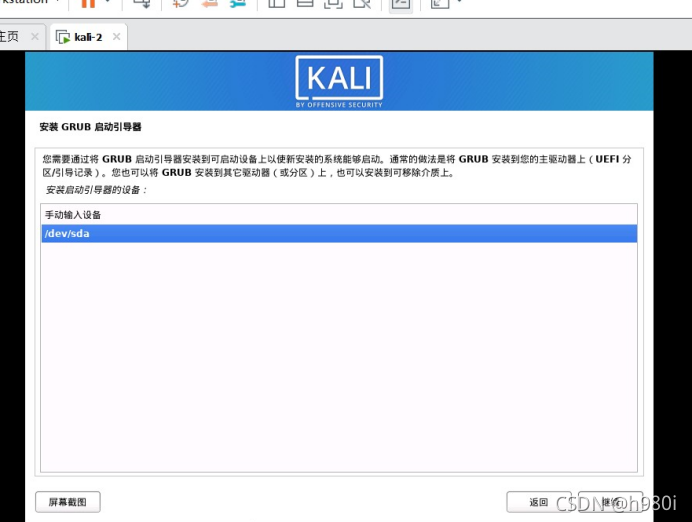 rkstation
主页
kali-2
KALI
BY OFFENSIVE SECURITY
安装 GRUB 启动引导器
您需要通过将 GRUB 启动引导器安装到可启动设备上以使新安装的系统能够启动。通常的做法是将 GRUB 安装到您的主驱动器上（UEFI 分
区/引导记录）。您也可以将 GRUB 安装到其它驱动器（或分区）上，也可以安装到可移除介质上。
安装启动引导器的设备：
手动输入设备
/dev/sda
屏幕截图
返回
继续
CSDN @h980i